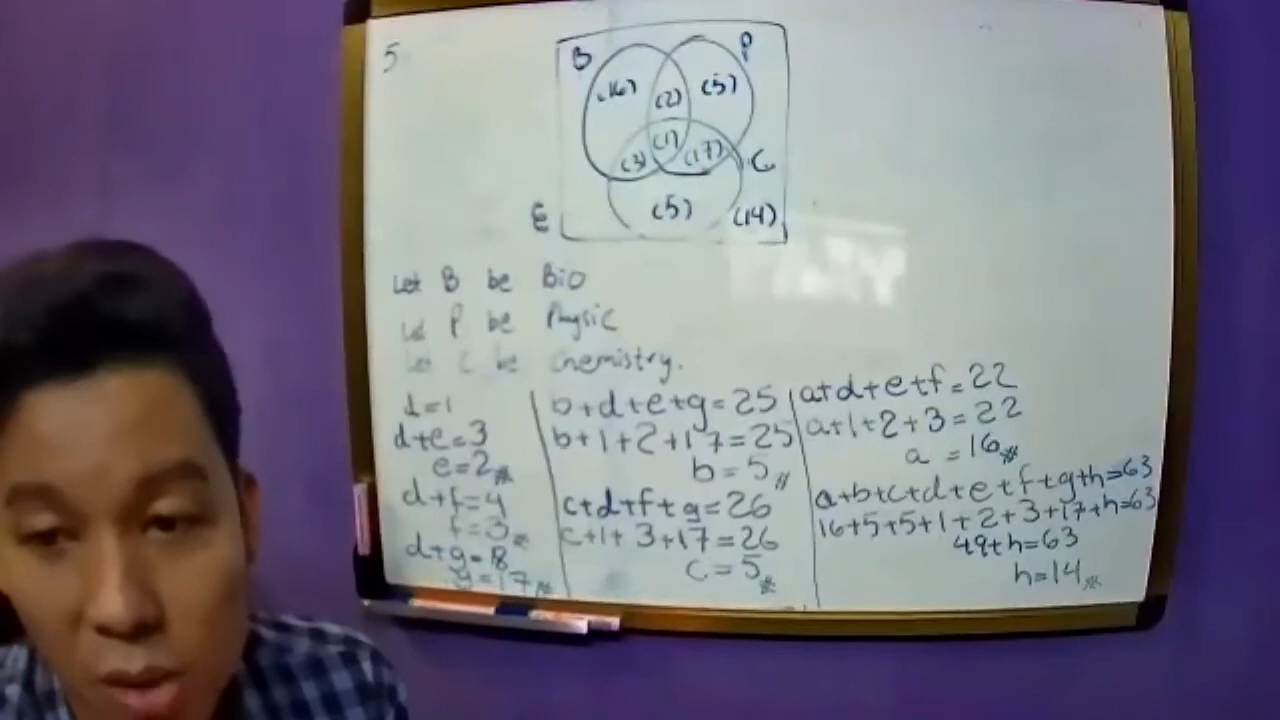 5
B
P
(16)
(2)
(5)
(1)
(3)
(17)
C
(5)
(14)
E
Let B be Bio
Let P be Physic
Let C be Chemistry.
d=1
d+e=3
e=2
d+f=4
f=3
d+g=18
g=17
b+d+e+g=25
b+1+2+17=25
b=5
c+d+f+g=26
c+1+3+17=26
c=5
a+d+e+f=22
a+1+2+3=22
a=16
a+b+c+d+e+f+g+h=63
16+5+5+1+2+3+17+h=63
49+h=63
h=14